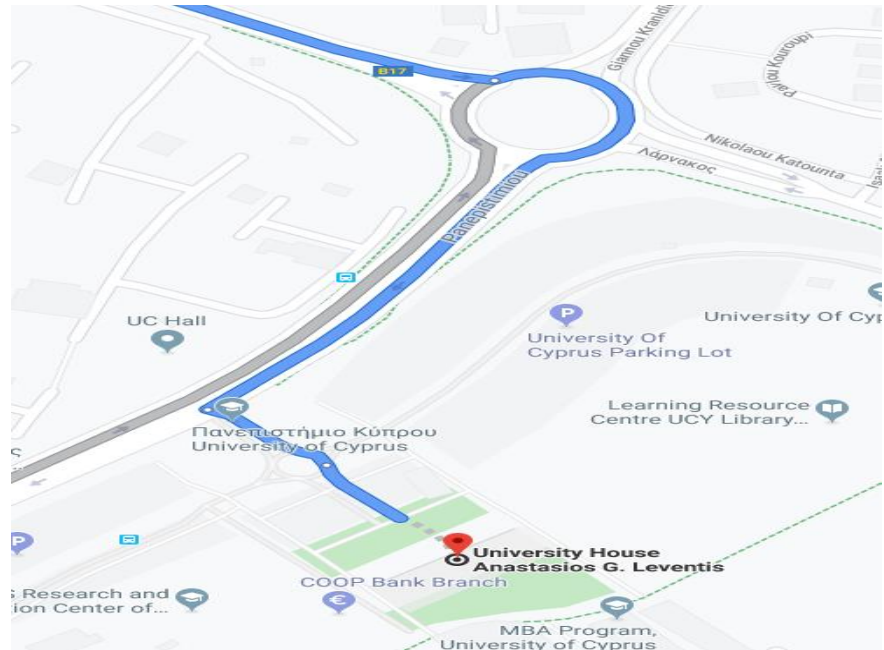 B17
Giannou Kranidi
Pavlou Kouroupi
Nikolaou Katounta
Λάρνακος
Panepistimiou
UC Hall
P
University Of
Cyprus Parking Lot
University Of Cyp
Learning Resource
Centre UCY Library...
Πανεπιστήμιο Κύπρου
University of Cyprus
P
University House
Anastasios G. Leventis
COOP Bank Branch
€
s Research and
ion Center of...
MBA Program,
University of Cyprus